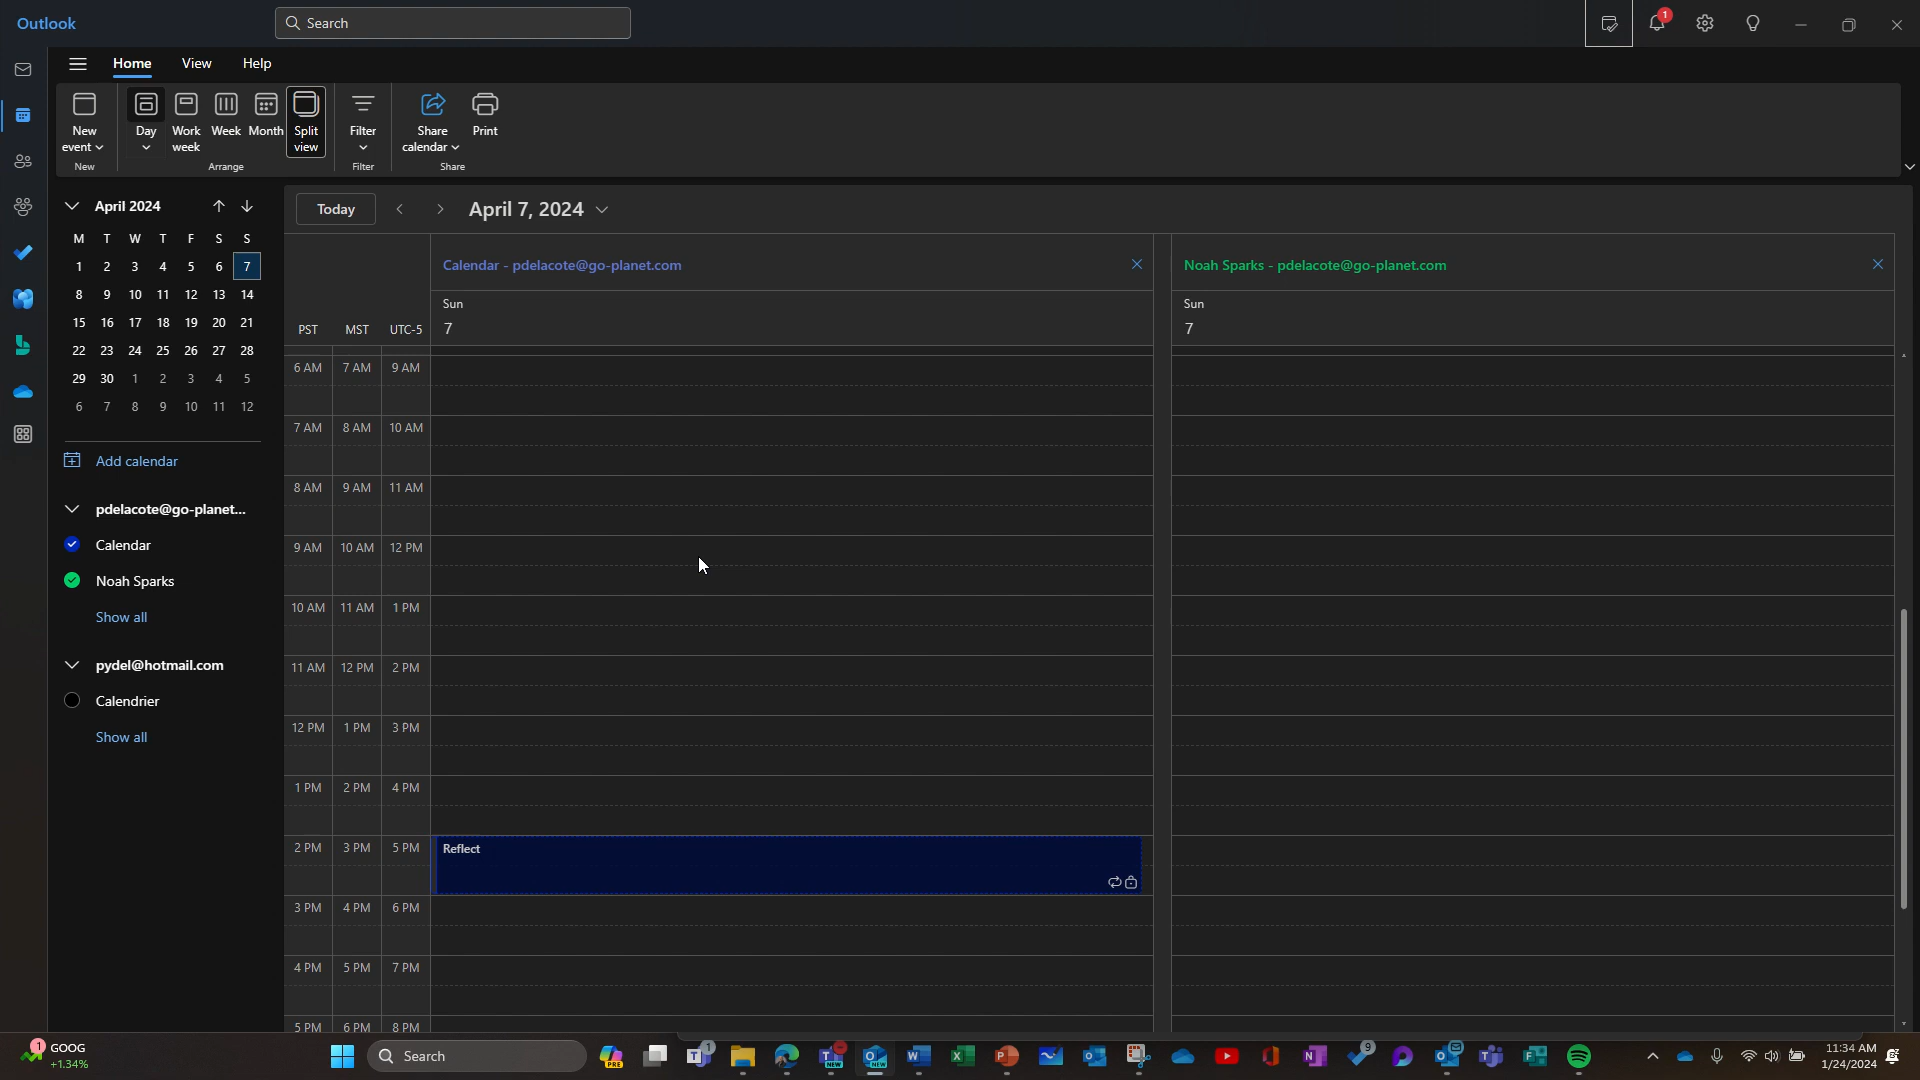 Outlook
Search
1
Home View Help
New event
Day
Work week
Week
Month
Split view
Filter
Share calendar
Print
New
Arrange
Filter
Share
April 2024
M T W T F S S
1 2 3 4 5 6 7
8 9 10 11 12 13 14
15 16 17 18 19 20 21
22 23 24 25 26 27 28
29 30 1 2 3 4 5
6 7 8 9 10 11 12
Add calendar
pdelacote@go-planet...
Calendar
Noah Sparks
Show all
pydel@hotmail.com
Calendrier
Show all
Today
April 7, 2024
Calendar - pdelacote@go-planet.com
Noah Sparks - pdelacote@go-planet.com
Sun
7
Sun
7
PST MST UTC-5
6 AM 7 AM 9 AM
7 AM 8 AM 10 AM
8 AM 9 AM 11 AM
9 AM 10 AM 12 PM
10 AM 11 AM 1 PM
11 AM 12 PM 2 PM
12 PM 1 PM 3 PM
1 PM 2 PM 4 PM
2 PM 3 PM 5 PM
Reflect
3 PM 4 PM 6 PM
4 PM 5 PM 7 PM
5 PM 6 PM 8 PM
1
GOOG
+1.34%
Search
PRE
1
NEW
NEW
9
11:34 AM
1/24/2024